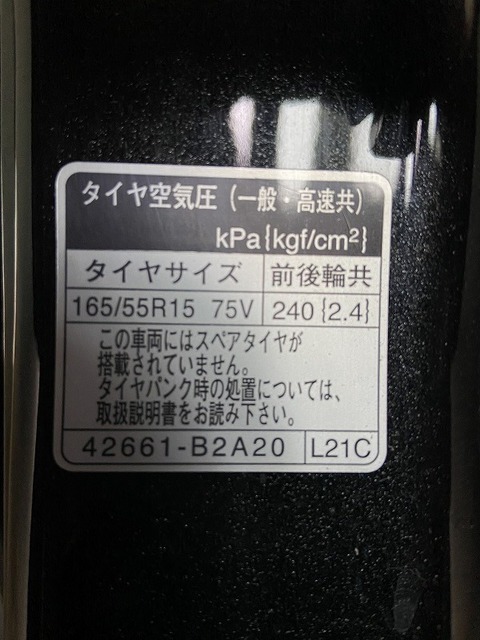 タイヤ空気圧（一般・高速共）
kPa{kgf/cm²}
タイヤサイズ 前後輪共
165/55R15 75V 240{2.4}
この車両にはスペアタイヤが
搭載されていません。
タイヤパンク時の処置については、
取扱説明書をお読み下さい。
42661-B2A20 L21C